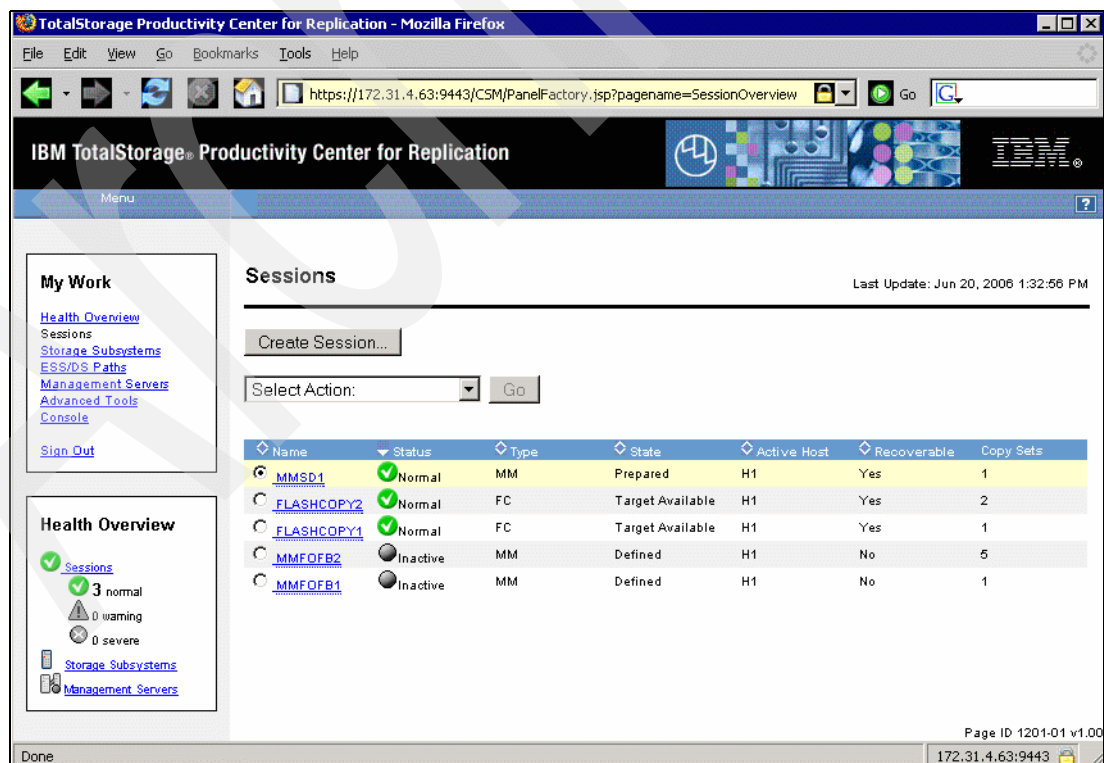 TotalStorage Productivity Center for Replication - Mozilla Firefox
File Edit View Go Bookmarks Tools Help
https://172.31.4.63:9443/CSM/PanelFactory.jsp?pagename=SessionOverview Go G
IBM TotalStorage® Productivity Center for Replication IBM®
Menu ?
My Work
Health Overview
Sessions
Storage Subsystems
ESS/DS Paths
Management Servers
Advanced Tools
Console
Sign Out
Health Overview
Sessions
3 normal
0 warning
0 severe
Storage Subsystems
Management Servers
Sessions
Last Update: Jun 20, 2006 1:32:56 PM
Create Session...
Select Action: Go
Name Status Type State Active Host Recoverable Copy Sets
MMSD1 Normal MM Prepared H1 Yes 1
FLASHCOPY2 Normal FC Target Available H1 Yes 2
FLASHCOPY1 Normal FC Target Available H1 Yes 1
MMFOFB2 Inactive MM Defined H1 No 5
MMFOFB1 Inactive MM Defined H1 No 1
Page ID 1201-01 v1.00
Done 172.31.4.63:9443